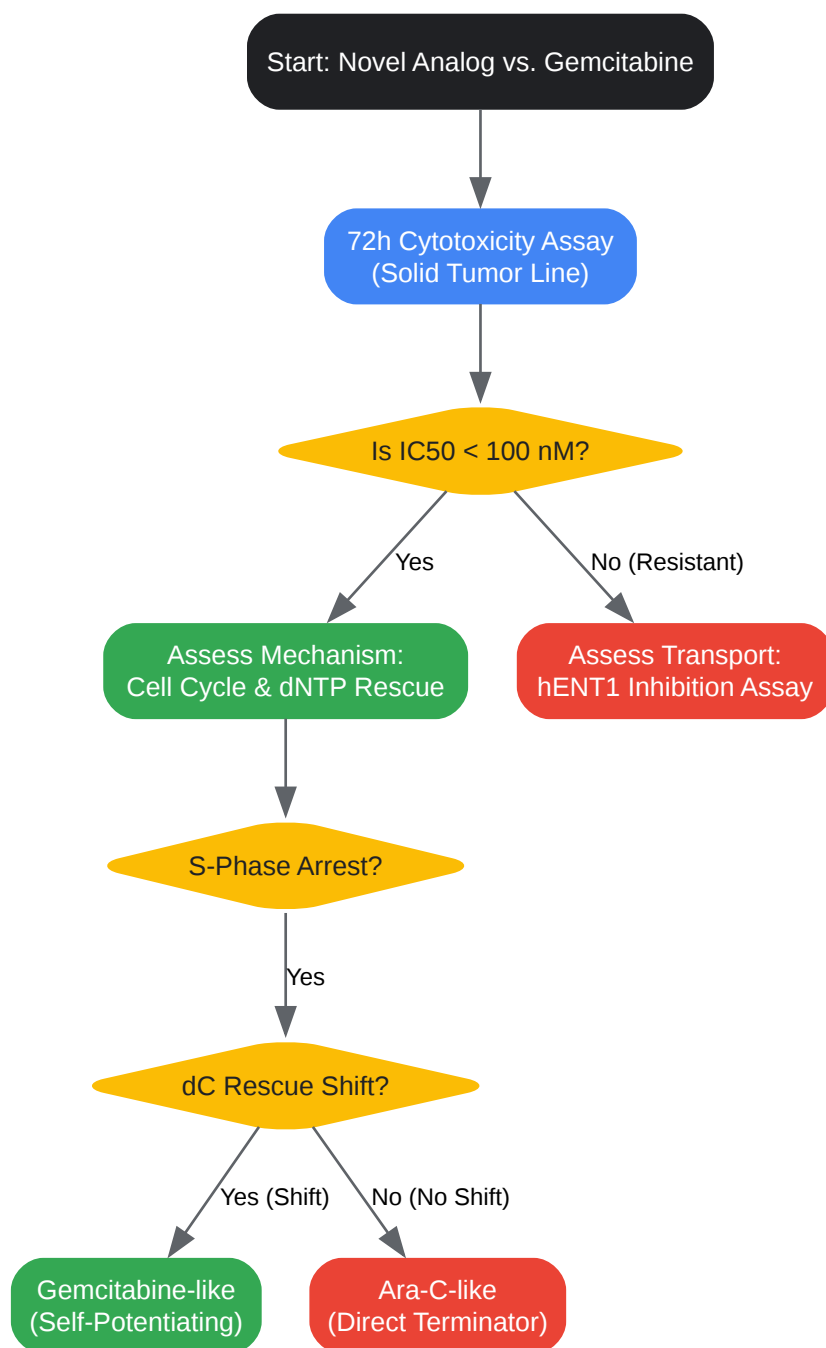 Start: Novel Analog vs. Gemcitabine
72h Cytotoxicity Assay
(Solid Tumor Line)
Is IC50 < 100 nM?
Yes
No (Resistant)
Assess Mechanism:
Cell Cycle & dNTP Rescue
Assess Transport:
hENT1 Inhibition Assay
S-Phase Arrest?
Yes
dC Rescue Shift?
Yes (Shift)
No (No Shift)
Gemcitabine-like
(Self-Potentiating)
Ara-C-like
(Direct Terminator)